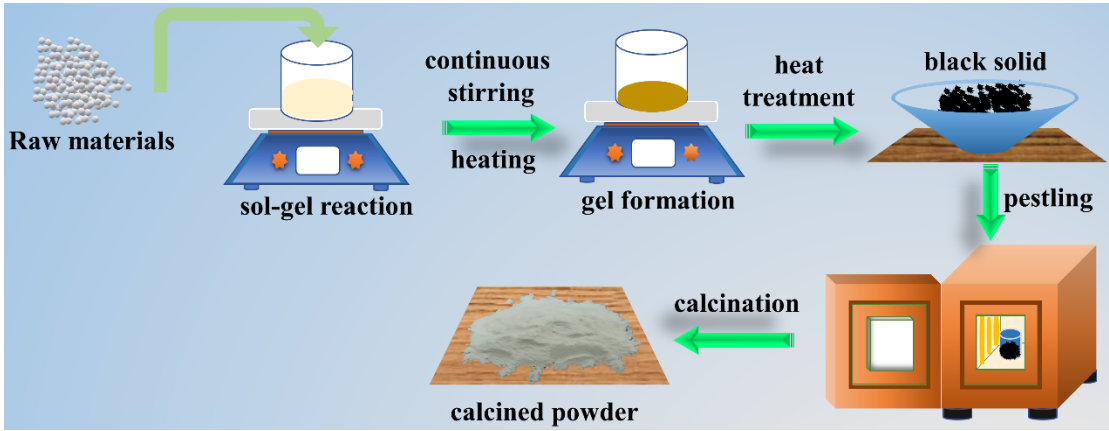 Raw materials
sol-gel reaction
continuous
stirring
heating
gel formation
heat
treatment
black solid
pestling
calcination
calcined powder